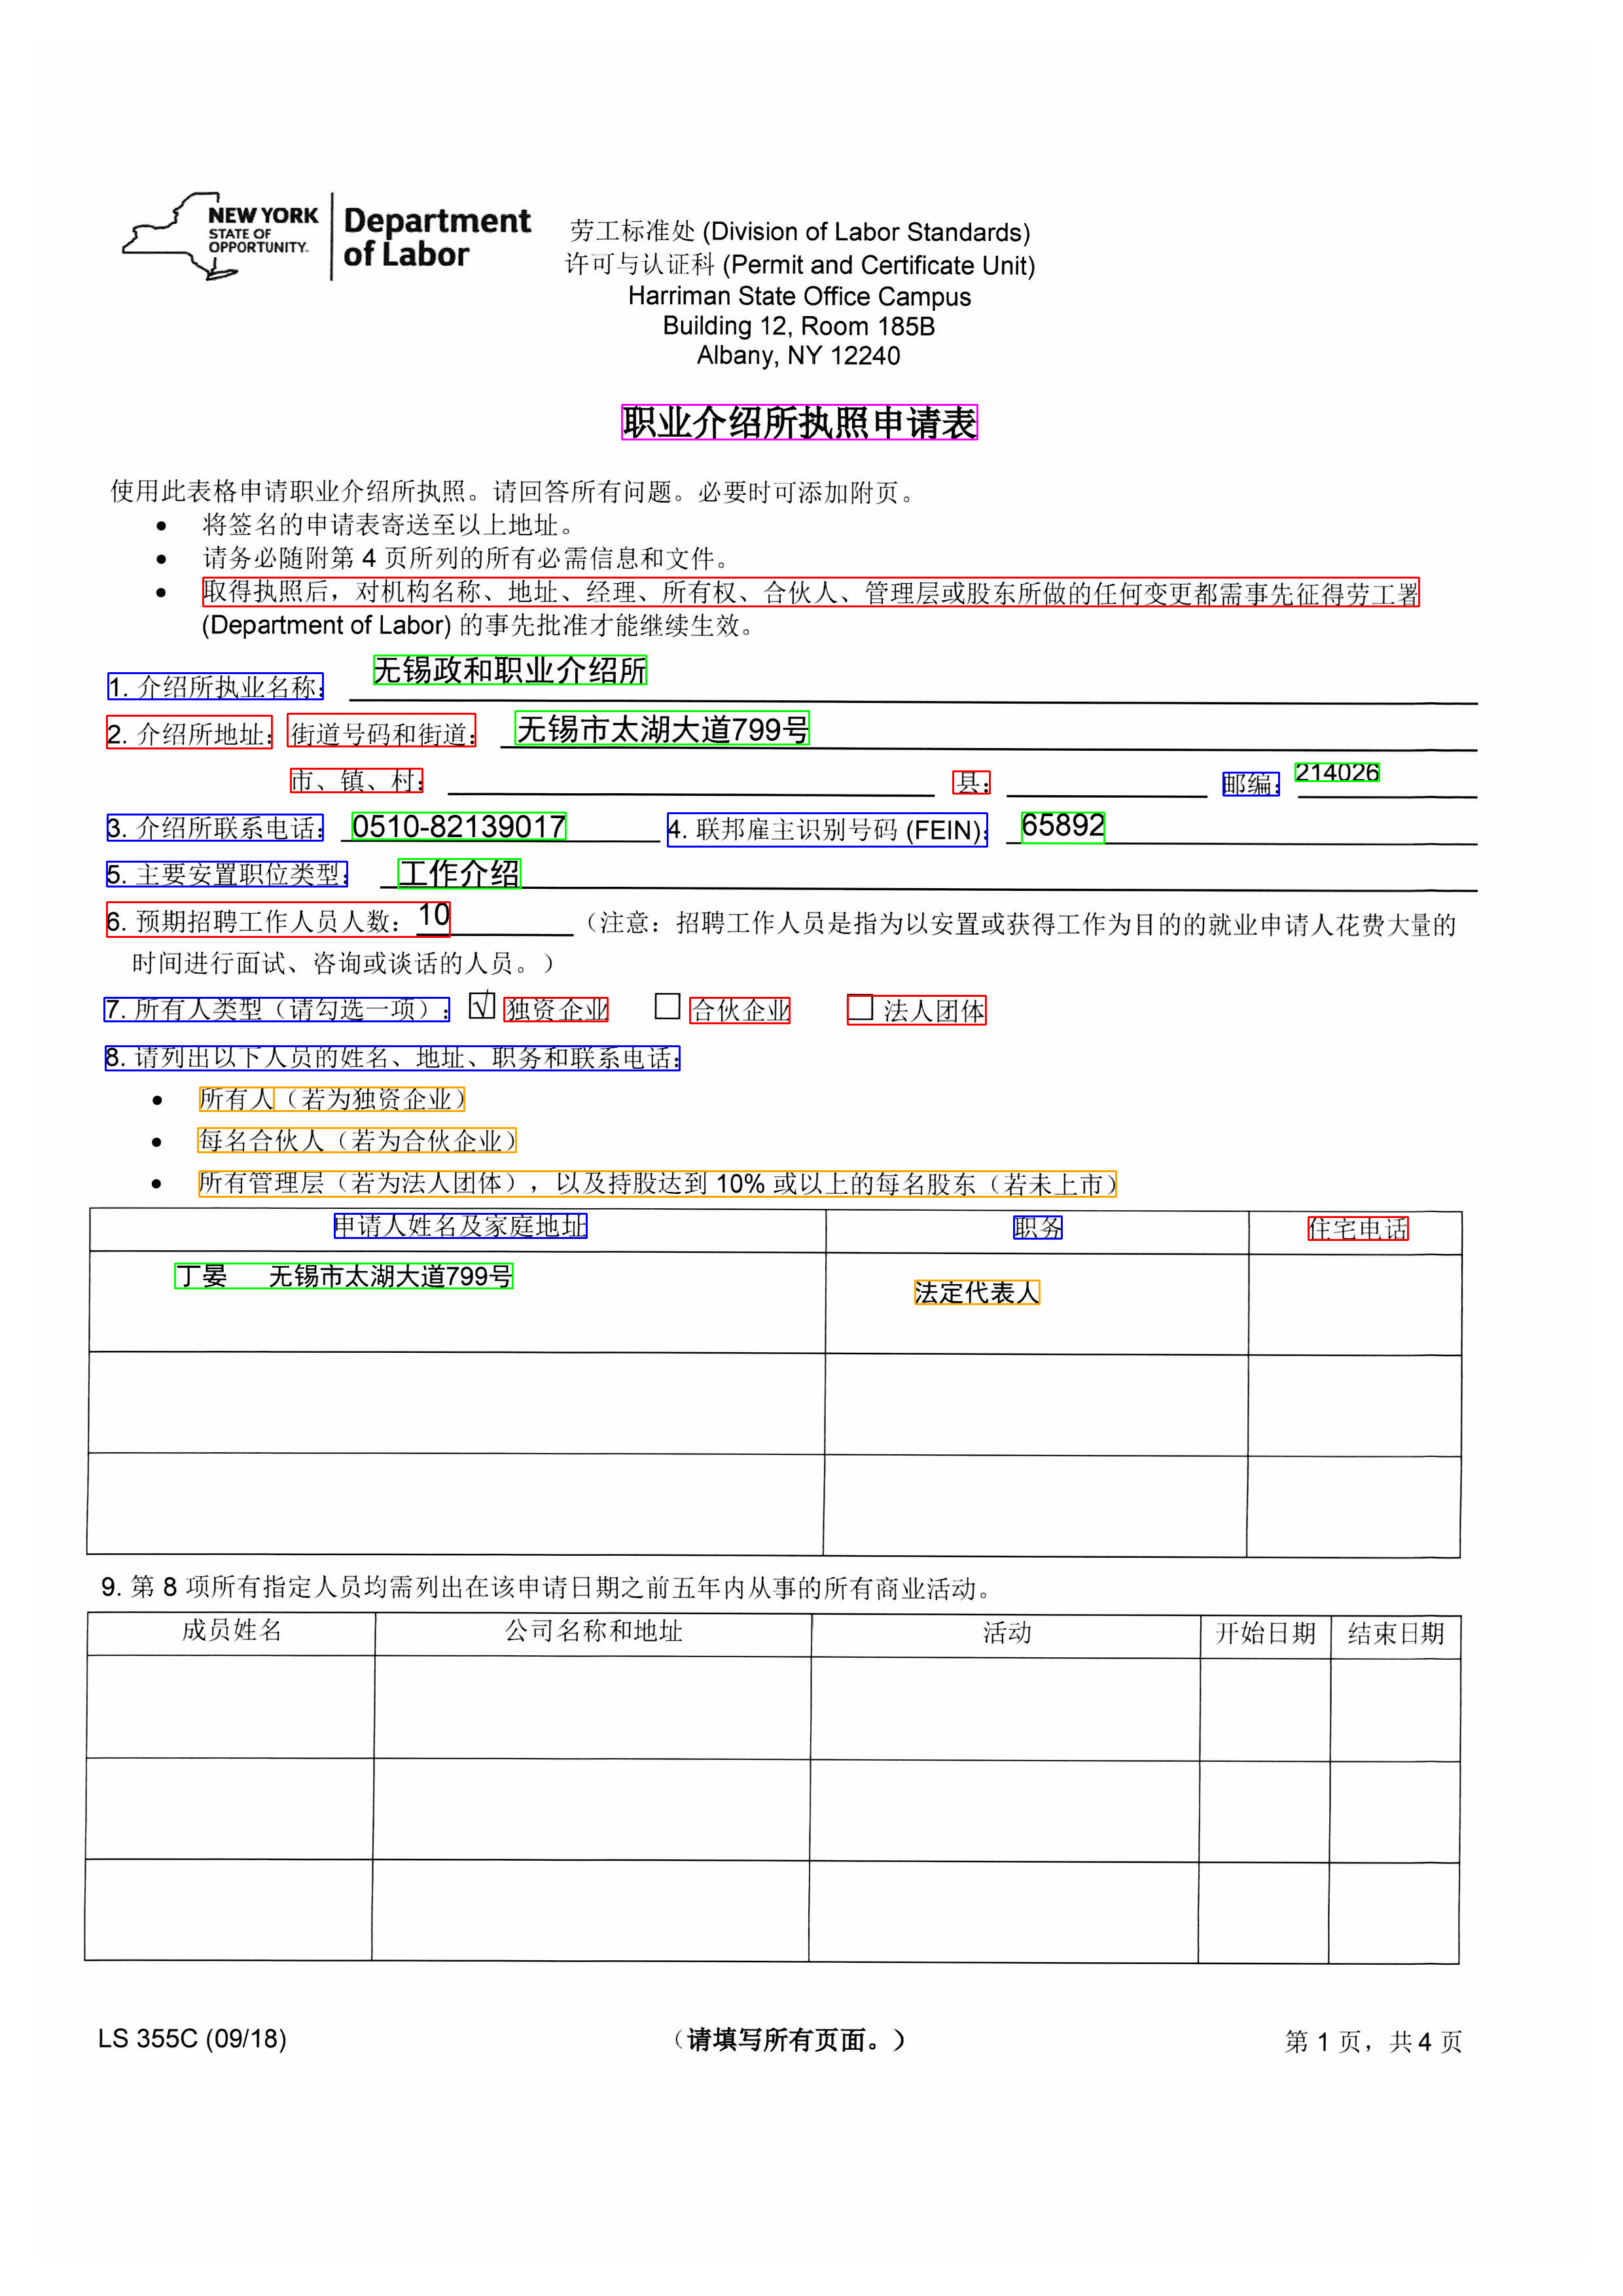 NEW YORK
STATE OF
OPPORTUNITY.
Department
of Labor
劳工标准处 (Division of Labor Standards)
许可与认证科 (Permit and Certificate Unit)
Harriman State Office Campus
Building 12, Room 185B
Albany, NY 12240
职业介绍所执照申请表
使用此表格申请职业介绍所执照。请回答所有问题。必要时可添加附页。
• 将签名的申请表寄送至以上地址。
• 请务必随附第 4 页所列的所有必需信息和文件。
• 取得执照后，对机构名称、地址、经理、所有权、合伙人、管理层或股东所做的任何变更都需事先征得劳工署
(Department of Labor) 的事先批准才能继续生效。
1. 介绍所执业名称： 无锡政和职业介绍所
2. 介绍所地址： 街道号码和街道： 无锡市太湖大道799号
市、镇、村： 县： 邮编： 214026
3. 介绍所联系电话： 0510-82139017 4. 联邦雇主识别号码 (FEIN)： 65892
5. 主要安置职位类型： 工作介绍
6. 预期招聘工作人员人数： 10 （注意：招聘工作人员是指为以安置或获得工作为目的的就业申请人花费大量的
时间进行面试、咨询或谈话的人员。）
7. 所有人类型（请勾选一项）： √ 独资企业 □ 合伙企业 □ 法人团体
8. 请列出以下人员的姓名、地址、职务和联系电话：
• 所有人（若为独资企业）
• 每名合伙人（若为合伙企业）
• 所有管理层（若为法人团体），以及持股达到 10% 或以上的每名股东（若未上市）
申请人姓名及家庭地址 职务 住宅电话
丁晏 无锡市太湖大道799号 法定代表人
9. 第 8 项所有指定人员均需列出在该申请日期之前五年内从事的所有商业活动。
成员姓名 公司名称和地址 活动 开始日期 结束日期
LS 355C (09/18) （请填写所有页面。） 第 1 页，共 4 页